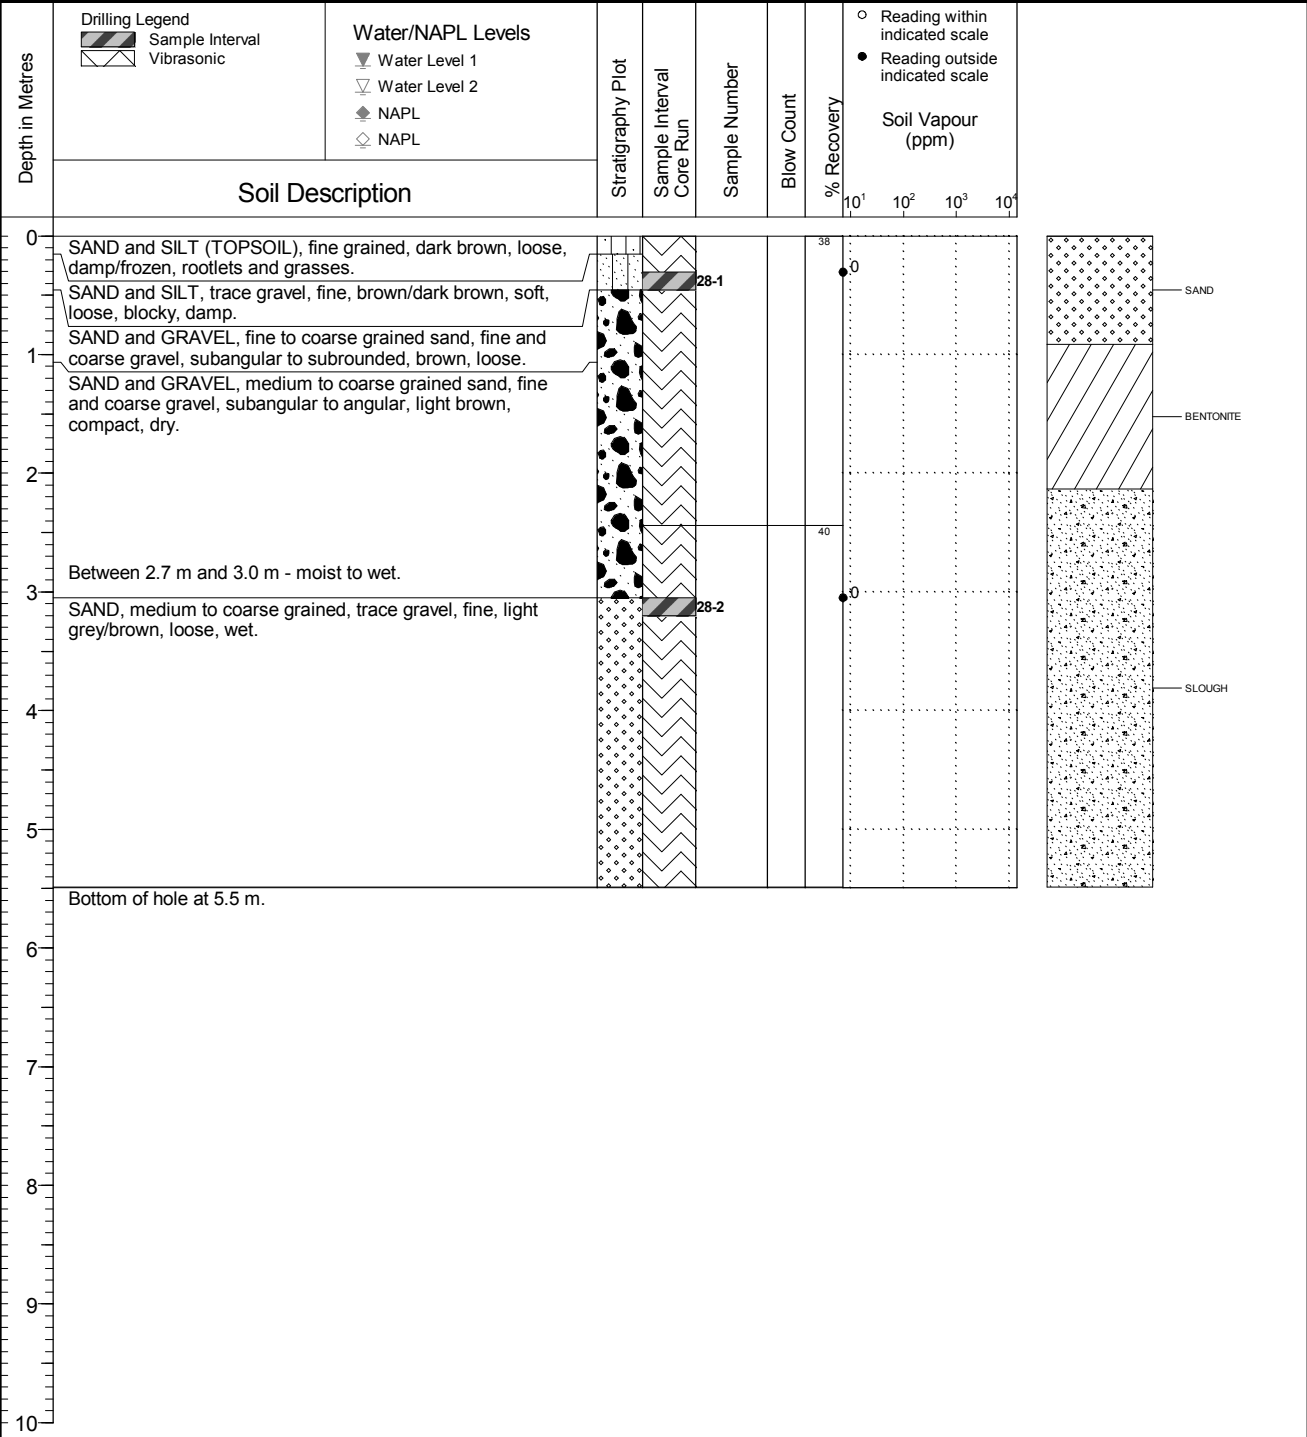 Drilling Legend
Sample Interval
Vibrasonic
Water/NAPL Levels
Water Level 1
Water Level 2
NAPL
NAPL
Depth in Metres
Soil Description
Stratigraphy Plot
Sample Interval
Core Run
Sample Number
Blow Count
% Recovery
Reading within
indicated scale
Reading outside
indicated scale
Soil Vapour
(ppm)
10¹ 10² 10³ 10⁴
0
SAND and SILT (TOPSOIL), fine grained, dark brown, loose,
damp/frozen, rootlets and grasses.
38
0
28-1
SAND and SILT, trace gravel, fine, brown/dark brown, soft,
loose, blocky, damp.
SAND
SAND and GRAVEL, fine to coarse grained sand, fine and
coarse gravel, subangular to subrounded, brown, loose.
1
SAND and GRAVEL, medium to coarse grained sand, fine
and coarse gravel, subangular to angular, light brown,
compact, dry.
BENTONITE
2
40
Between 2.7 m and 3.0 m - moist to wet.
3
0
28-2
SAND, medium to coarse grained, trace gravel, fine, light
grey/brown, loose, wet.
SLOUGH
4
5
Bottom of hole at 5.5 m.
6
7
8
9
10